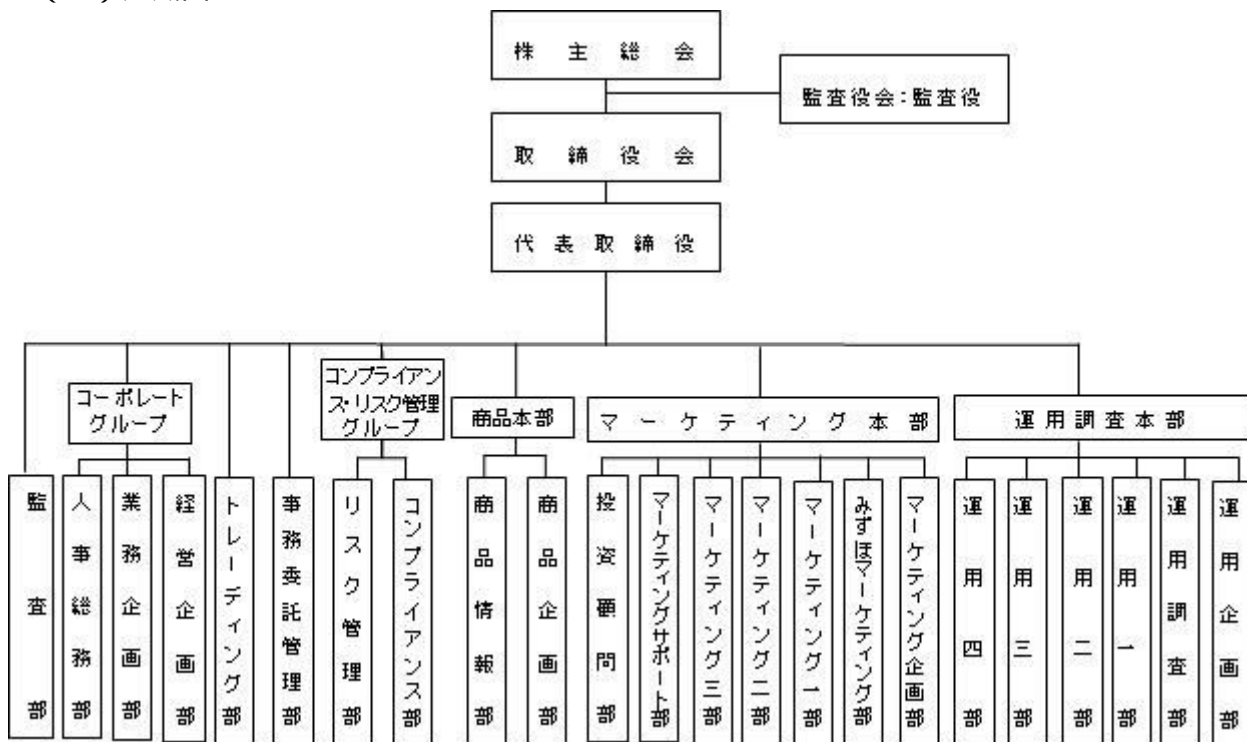 株主総会
監査役会：監査役
取締役会
代表取締役
コーポレート
グループ
コンプライアン
ス・リスク管理
グループ
商品本部
マーケティング本部
運用調査本部
監査部
人事総務部
業務企画部
経営企画部
トレーディング部
事務委託管理部
リスク管理部
コンプライアンス部
商品情報部
商品企画部
投資顧問部
マーケティングサポート部
マーケティング三部
マーケティング二部
マーケティング一部
みずほマーケティング部
マーケティング企画部
運用四部
運用三部
運用二部
運用一部
運用調査部
運用企画部